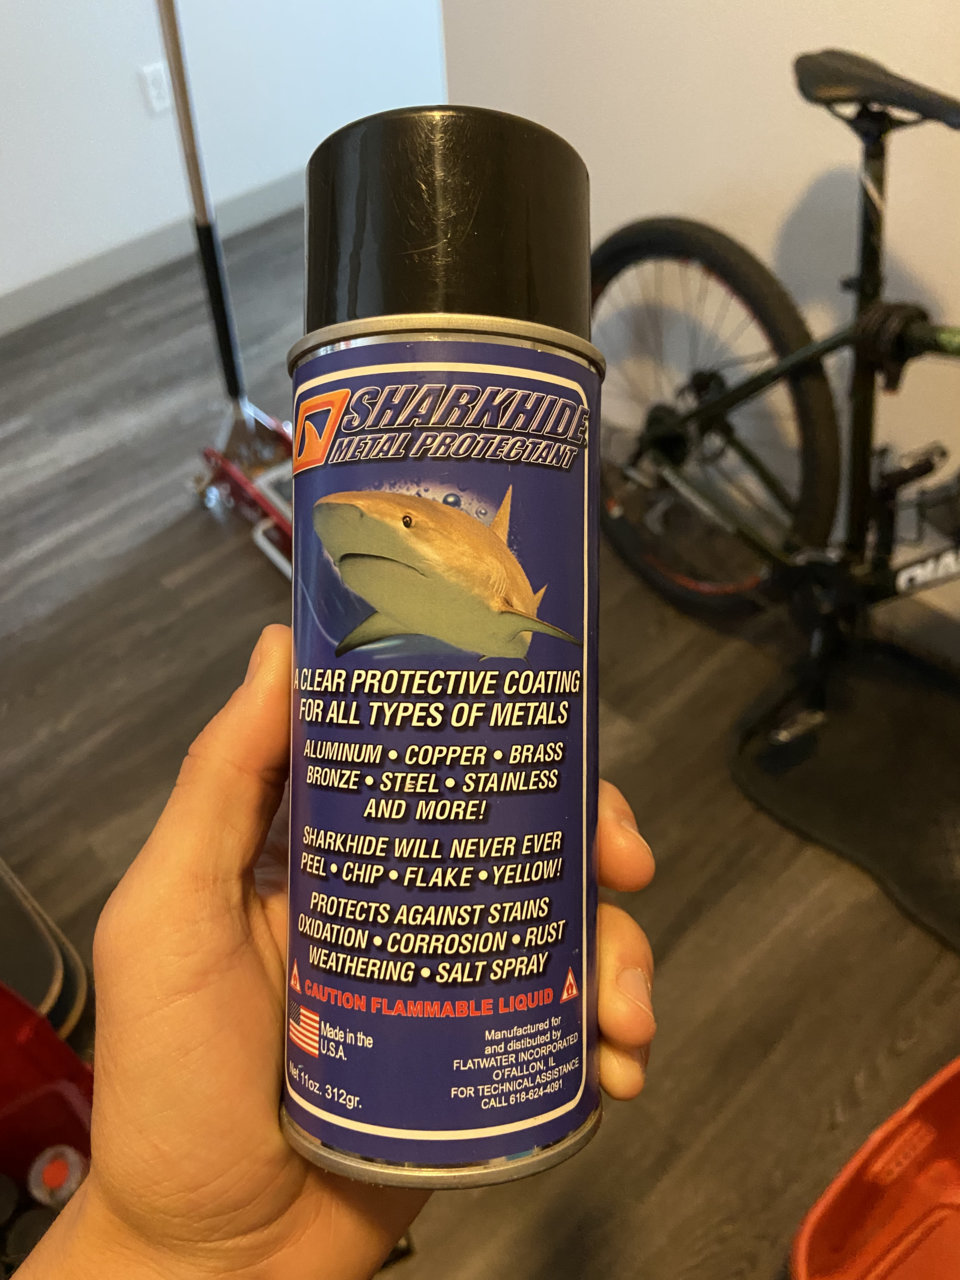 SHARKHIDE
METAL PROTECTANT
A CLEAR PROTECTIVE COATING
FOR ALL TYPES OF METALS
ALUMINUM • COPPER • BRASS
BRONZE • STEEL • STAINLESS
AND MORE!
SHARKHIDE WILL NEVER EVER
PEEL • CHIP • FLAKE • YELLOW!
PROTECTS AGAINST STAINS
OXIDATION • CORROSION • RUST
WEATHERING • SALT SPRAY
CAUTION FLAMMABLE LIQUID
Made in the
U.S.A.
Net 11oz. 312gr.
Manufactured for
and distibuted by
FLATWATER INCORPORATED
O'FALLON, IL
FOR TECHNICAL ASSISTANCE
CALL 618-624-4091